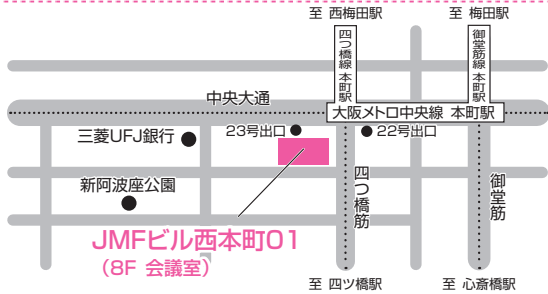 至 西梅田駅
至 梅田駅
四つ橋線 本町駅
御堂筋線 本町駅
中央大通
大阪メトロ中央線 本町駅
三菱UFJ銀行
23号出口
22号出口
新阿波座公園
四つ橋筋
御堂筋
JMFビル西本町01
（8F 会議室）
至 四ツ橋駅
至 心斎橋駅